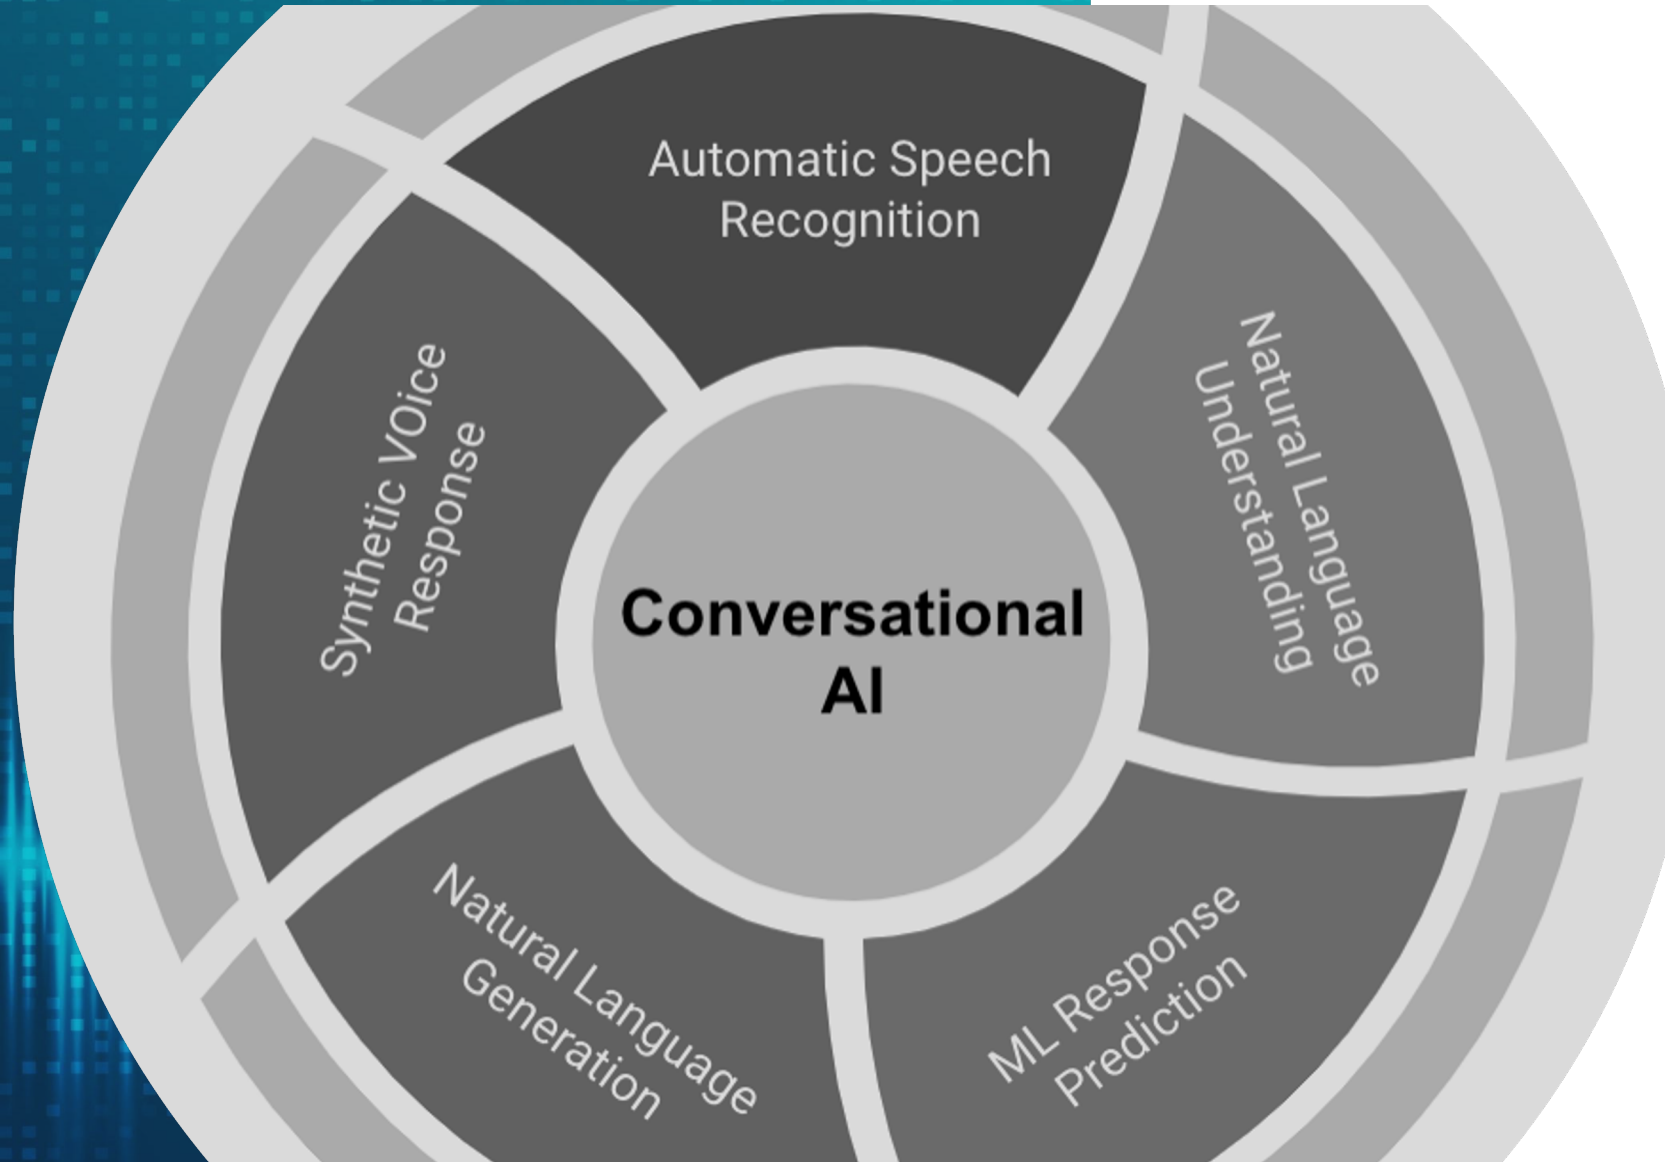 Automatic Speech
Recognition
Natural Language
Understanding
ML Response
Prediction
Natural Language
Generation
Synthetic VOice
Response
Conversational
AI